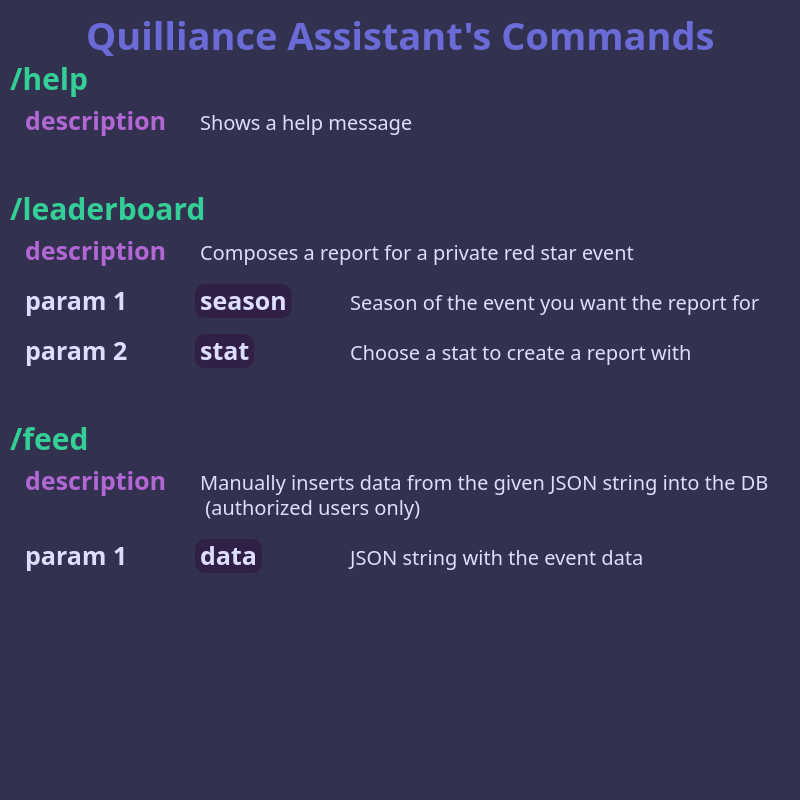 Quilliance Assistant's Commands
/help
description Shows a help message
/leaderboard
description Composes a report for a private red star event
param 1 season Season of the event you want the report for
param 2 stat Choose a stat to create a report with
/feed
description Manually inserts data from the given JSON string into the DB
(authorized users only)
param 1 data JSON string with the event data